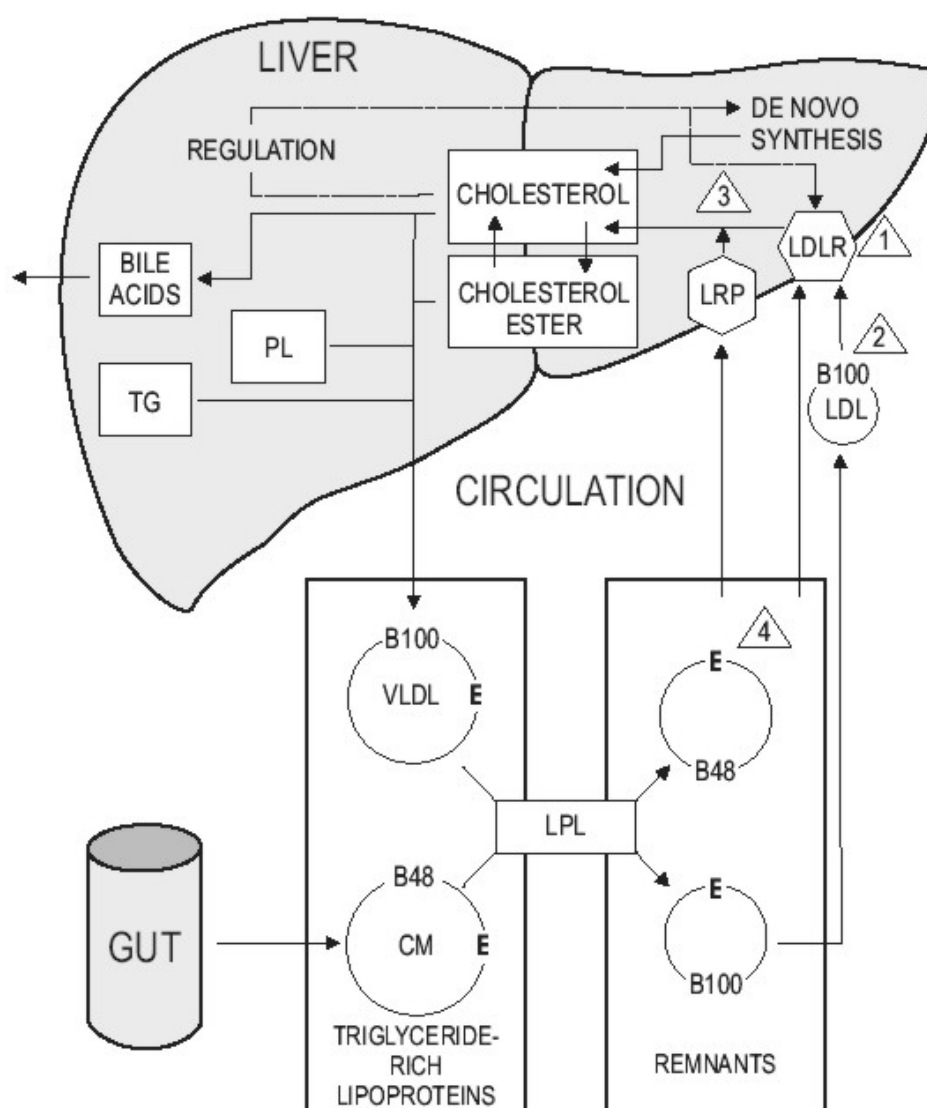 LIVER
REGULATION
DE NOVO
SYNTHESIS
CHOLESTEROL
3
LDLR
1
BILE
ACIDS
CHOLESTEROL
ESTER
LRP
PL
2
TG
B100
LDL
CIRCULATION
B100
VLDL
E
4
E
B48
LPL
B48
CM
E
E
B100
GUT
TRIGLYCERIDE-
RICH
LIPOPROTEINS
REMNANTS